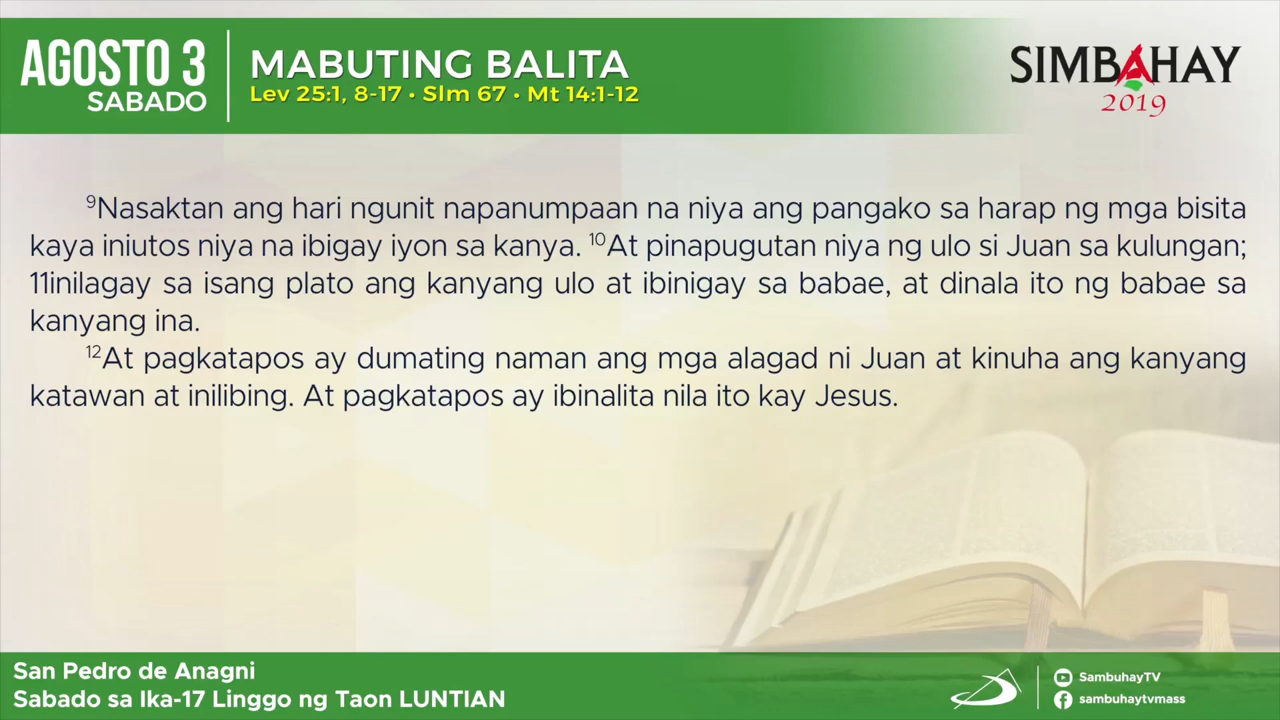 AGOSTO 3
SABADO
MABUTING BALITA
Lev 25:1, 8-17 • Slm 67 • Mt 14:1-12
SIMBAHAY
2019
⁹Nasaktan ang hari ngunit napanumpaan na niya ang pangako sa harap ng mga bisita
kaya iniutos niya na ibigay iyon sa kanya. ¹⁰At pinapugutan niya ng ulo si Juan sa kulungan;
11inilagay sa isang plato ang kanyang ulo at ibinigay sa babae, at dinala ito ng babae sa
kanyang ina.
¹²At pagkatapos ay dumating naman ang mga alagad ni Juan at kinuha ang kanyang
katawan at inilibing. At pagkatapos ay ibinalita nila ito kay Jesus.
San Pedro de Anagni
Sabado sa Ika-17 Linggo ng Taon LUNTIAN
SambuhayTV
sambuhaytvmass